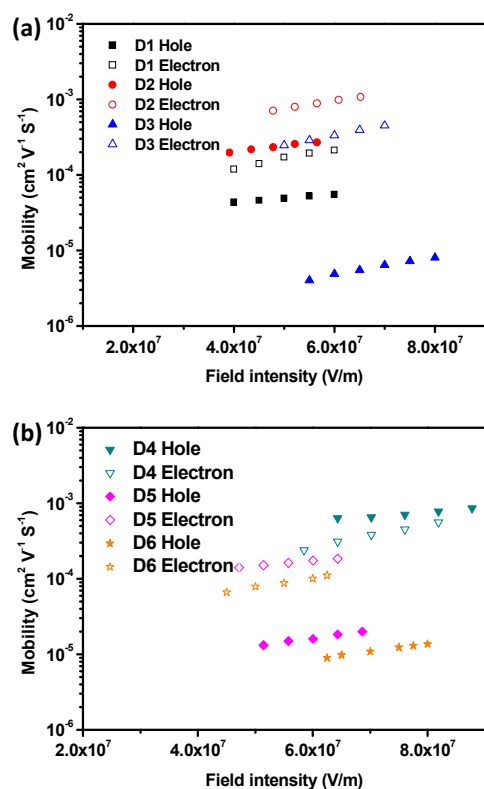 (a)
D1 Hole
D1 Electron
D2 Hole
D2 Electron
D3 Hole
D3 Electron
10⁻²
10⁻³
10⁻⁴
10⁻⁵
10⁻⁶
Mobility (cm² V⁻¹ S⁻¹)
2.0x10⁷ 4.0x10⁷ 6.0x10⁷ 8.0x10⁷
Field intensity (V/m)
(b)
D4 Hole
D4 Electron
D5 Hole
D5 Electron
D6 Hole
D6 Electron
10⁻²
10⁻³
10⁻⁴
10⁻⁵
10⁻⁶
Mobility (cm² V⁻¹ S⁻¹)
2.0x10⁷ 4.0x10⁷ 6.0x10⁷ 8.0x10⁷
Field intensity (V/m)